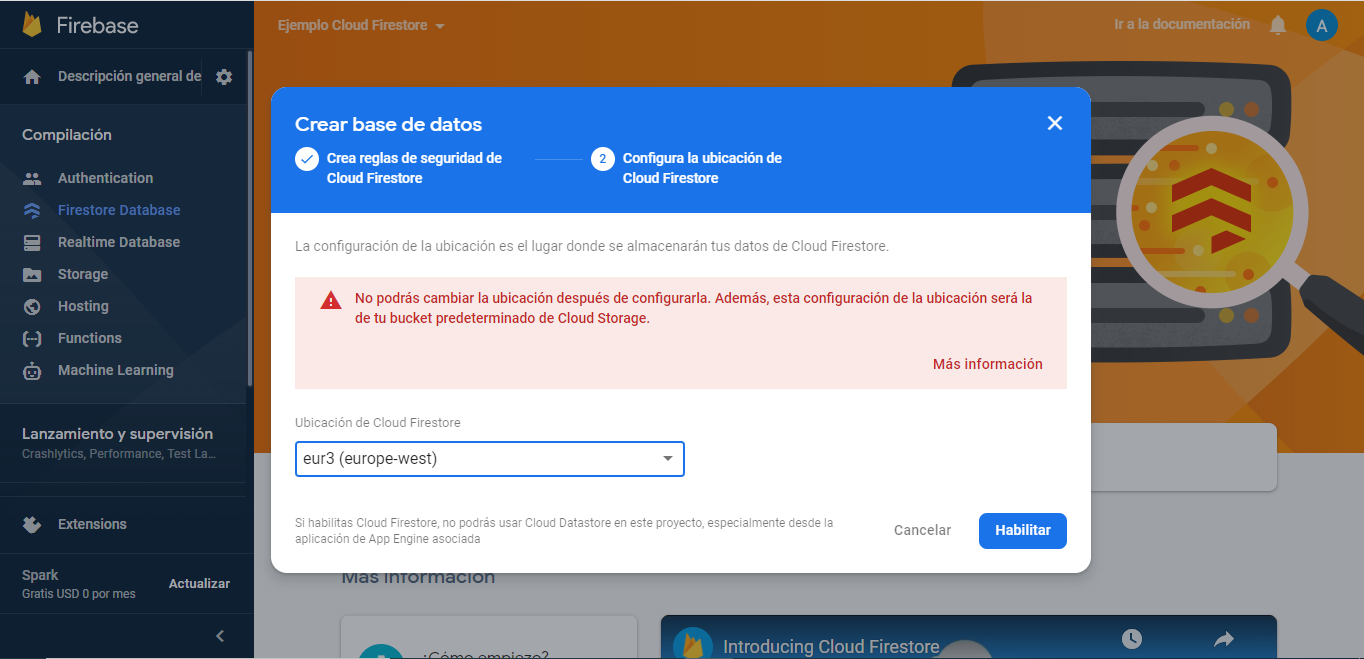 Firebase
Ejemplo Cloud Firestore
Ir a la documentación
A
Descripción general de
Compilación
Authentication
Firestore Database
Realtime Database
Storage
Hosting
Functions
Machine Learning
Lanzamiento y supervisión
Crashlytics, Performance, Test La...
Extensions
Spark
Gratis USD 0 por mes
Actualizar
Crear base de datos
Crea reglas de seguridad de
Cloud Firestore
2
Configura la ubicación de
Cloud Firestore
La configuración de la ubicación es el lugar donde se almacenarán tus datos de Cloud Firestore.
No podrás cambiar la ubicación después de configurarla. Además, esta configuración de la ubicación será la
de tu bucket predeterminado de Cloud Storage.
Más información
Ubicación de Cloud Firestore
eur3 (europe-west)
Si habilitas Cloud Firestore, no podrás usar Cloud Datastore en este proyecto, especialmente desde la
aplicación de App Engine asociada
Cancelar
Habilitar
Más información
¿Cómo empiezo?
Introducing Cloud Firestore